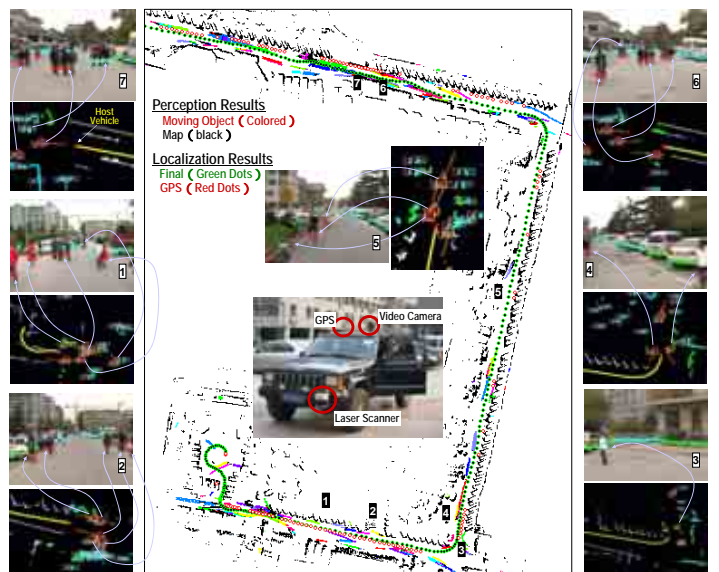 7
Host
Vehicle
1
2
Perception Results
Moving Object ( Colored )
Map ( black )
Localization Results
Final ( Green Dots )
GPS ( Red Dots )
7
6
5
GPS
Video Camera
Laser Scanner
5
1
2
4
3
6
4
3